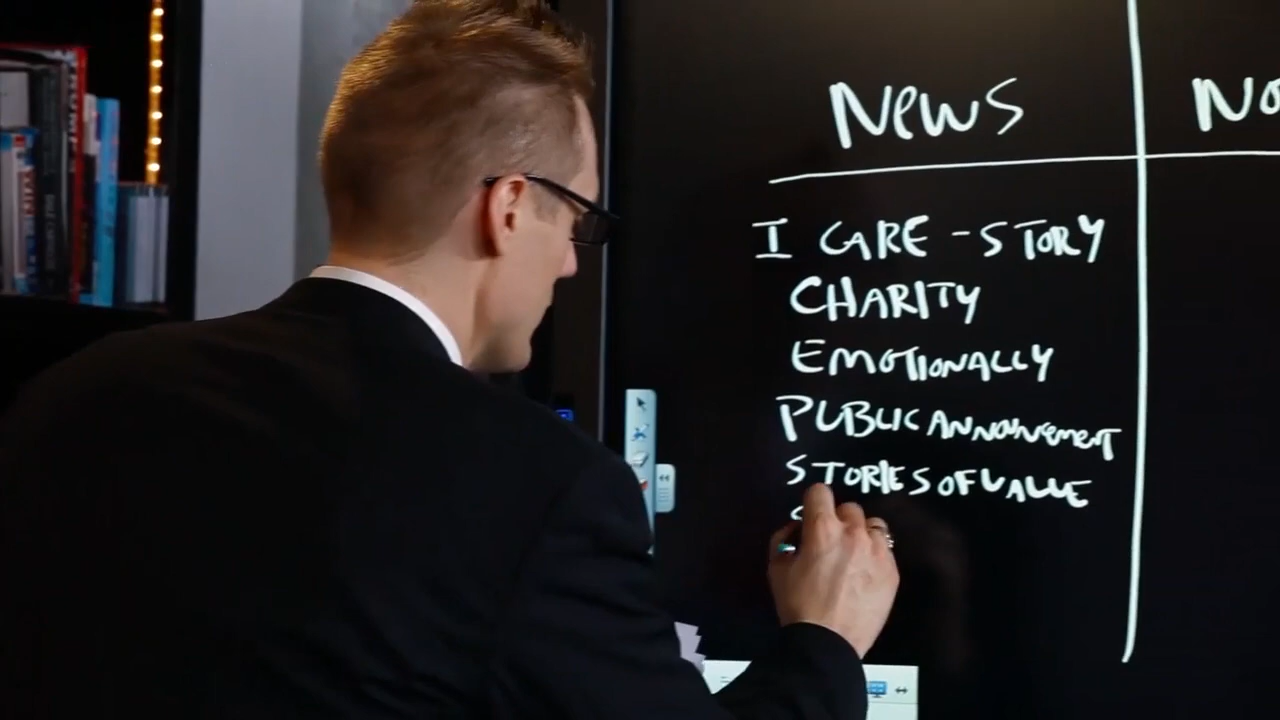 News
I CARE - STORY
CHARITY
EMOTIONALLY
PUBLIC ANNOUNCEMENT
STORIES OF VALUE